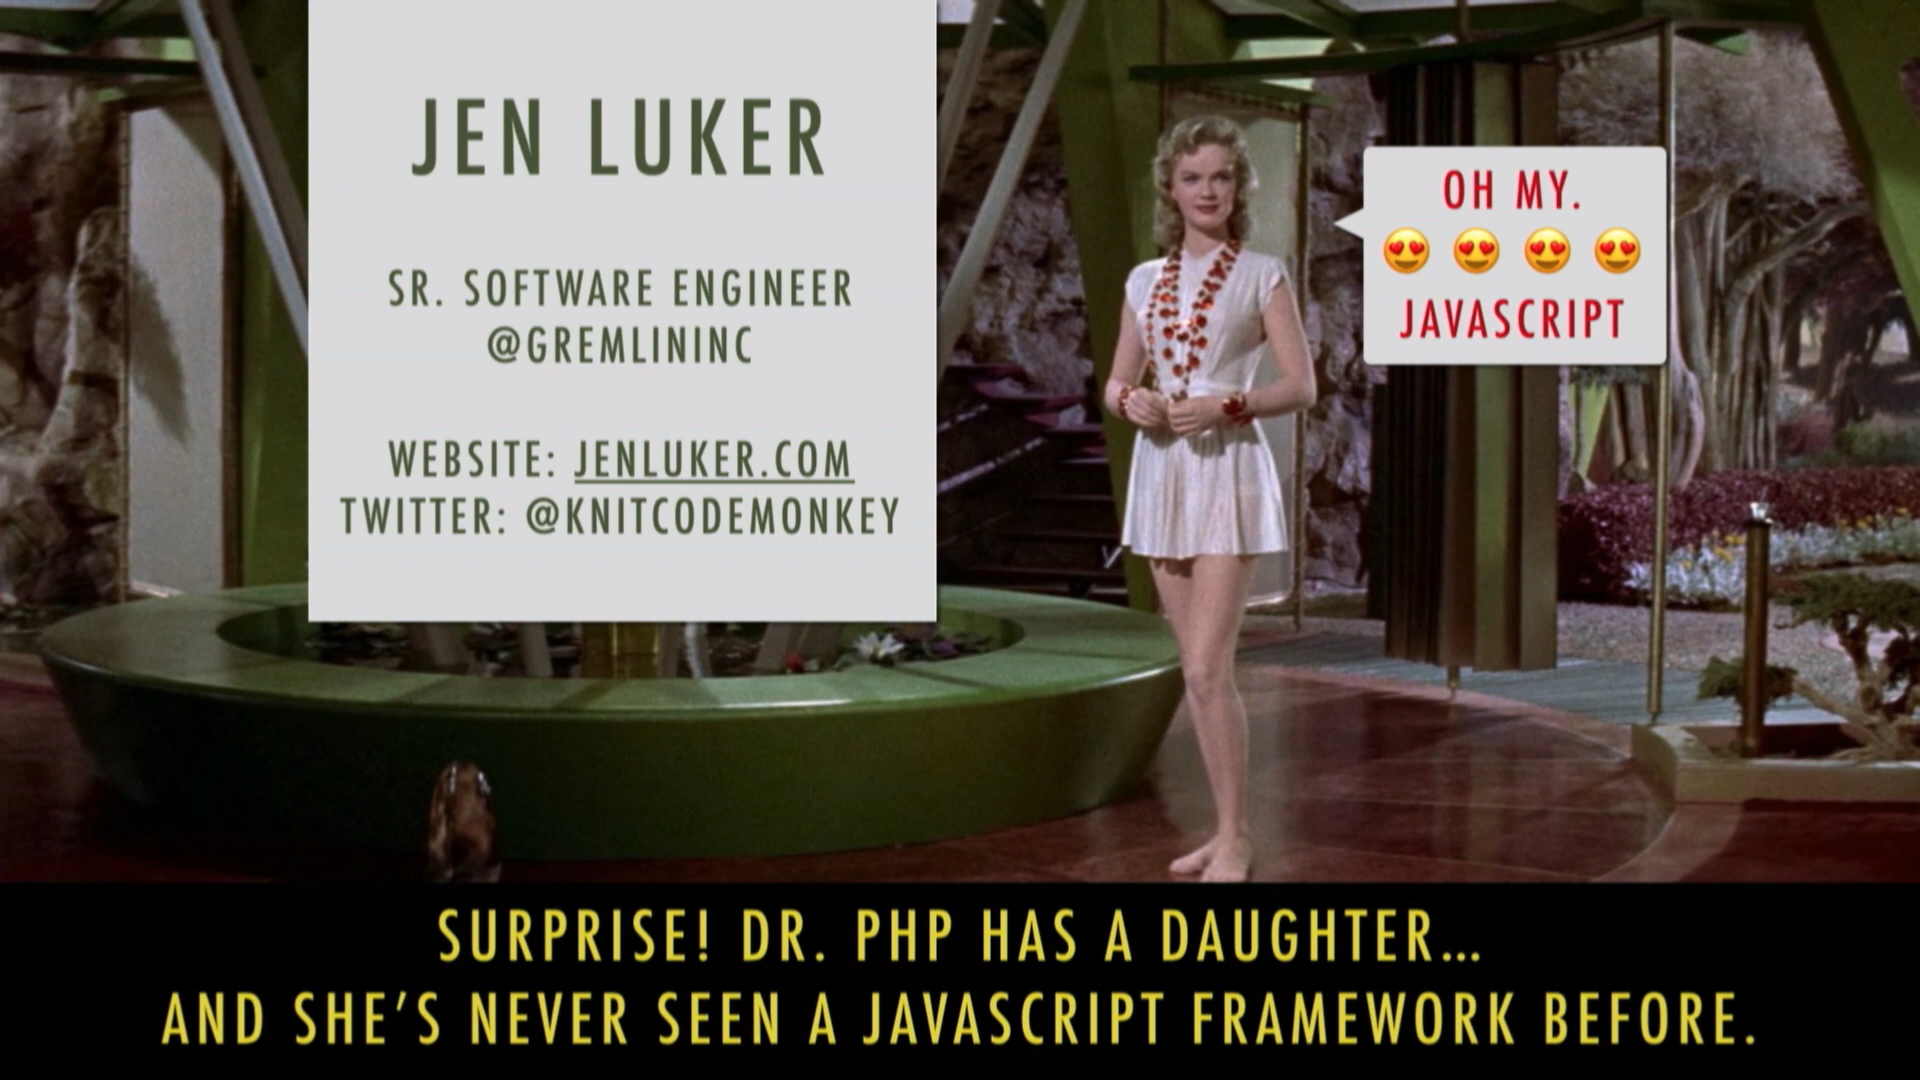 JEN LUKER
SR. SOFTWARE ENGINEER
@GREMLININC
WEBSITE: JENLUKER.COM
TWITTER: @KNITCODEMONKEY
OH MY.
😍 😍 😍 😍
JAVASCRIPT
SURPRISE! DR. PHP HAS A DAUGHTER...
AND SHE’S NEVER SEEN A JAVASCRIPT FRAMEWORK BEFORE.